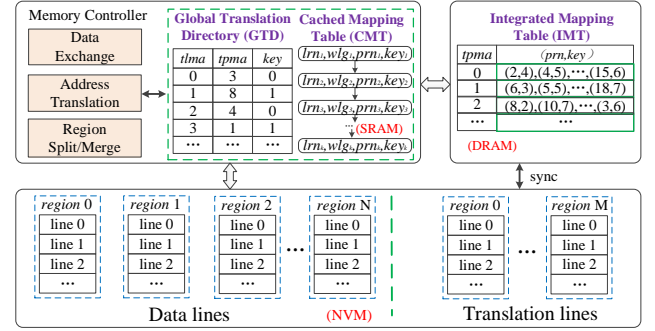 Memory Controller
Data
Exchange
Address
Translation
Region
Split/Merge
Global Translation
Directory (GTD)
tlma tpma key
0 3 0
1 8 1
2 4 0
3 1 1
... ... ...
Cached Mapping
Table (CMT)
lrn₁,wlg₁,prn₁,key₁
lrn₂,wlg₂,prn₂,key₂
lrn₃,wlg₃,prn₃,key₃
... (SRAM)
lrnₖ,wlgₖ,prnₖ,keyₖ
Integrated Mapping
Table (IMT)
tpma (prn,key)
0 (2,4),(4,5),···,(15,6)
1 (6,3),(5,5),···,(18,7)
2 (8,2),(10,7),···(3,6)
... ...
(DRAM)
sync
region 0
line 0
line 1
line 2
...
region 1
line 0
line 1
line 2
...
region 2
line 0
line 1
line 2
...
...
region N
line 0
line 1
line 2
...
region 0
line 0
line 1
line 2
...
...
region M
line 0
line 1
line 2
...
Data lines
(NVM)
Translation lines